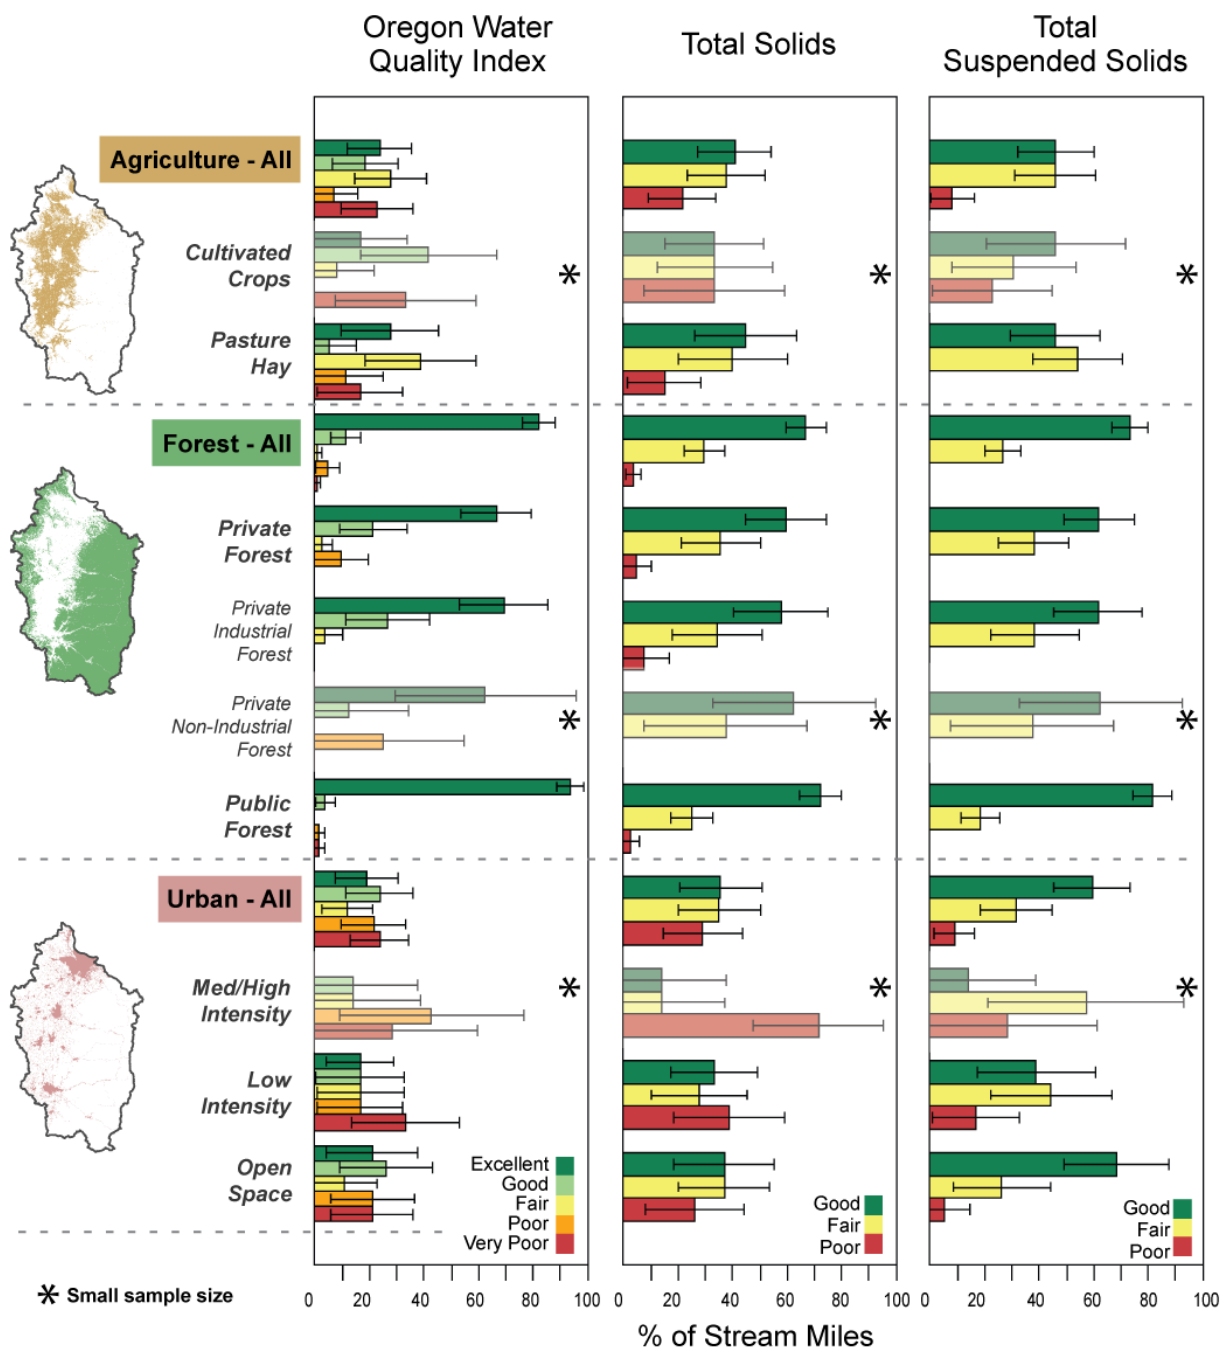 Oregon Water
Quality Index
Total Solids
Total
Suspended Solids
Agriculture - All
Cultivated
Crops
*
*
*
Pasture
Hay
Forest - All
Private
Forest
Private
Industrial
Forest
Private
Non-Industrial
Forest
*
*
*
Public
Forest
Urban - All
Med/High
Intensity
*
*
*
Low
Intensity
Open
Space
Excellent
Good
Fair
Poor
Very Poor
Good
Fair
Poor
Good
Fair
Poor
* Small sample size
0 20 40 60 80 100
0 20 40 60 80 100
0 20 40 60 80 100
% of Stream Miles